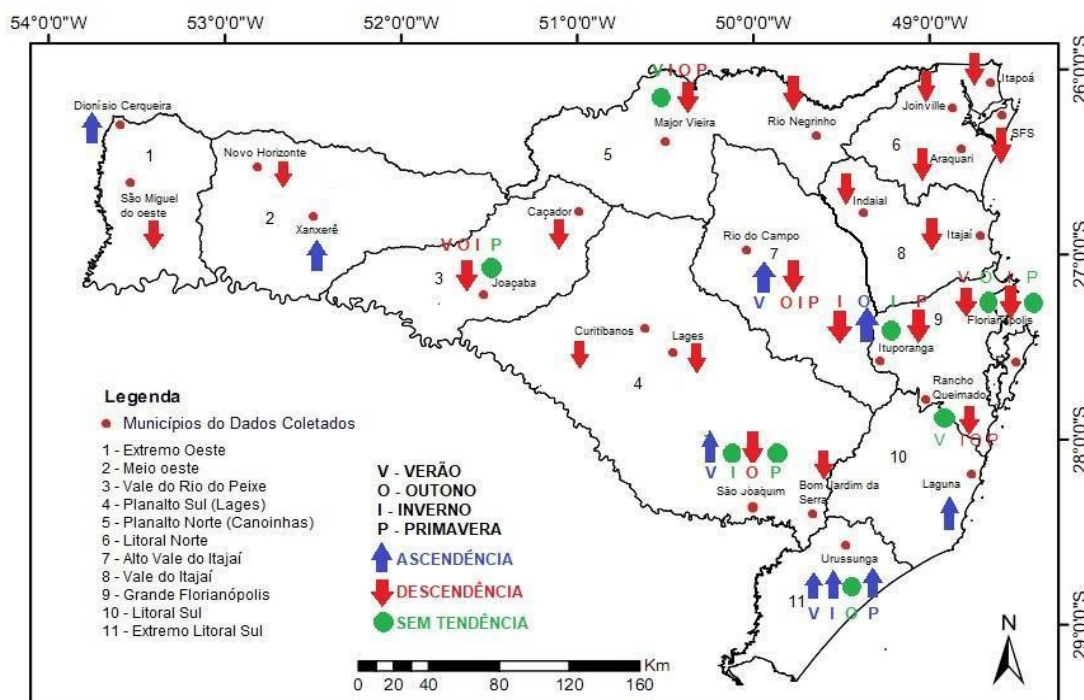 54°0'0"W 53°0'0"W 52°0'0"W 51°0'0"W 50°0'0"W 49°0'0"W
26°0'0"S
27°0'0"S
28°0'0"S
29°0'0"S
Dionísio Cerqueira
1
São Miguel
do oeste
Novo Horizonte
2
Xanxerê
V I O P
Major Vieira
5
Rio Negrinho
Itapoá
Joinville
SFS
6
Araquari
Caçador
V O I P
3
Joaçaba
Indaial
Itajaí
8
Rio do Campo
7
V O I P
I O I P
9
Ituporanga
V O I P
Florianópolis
Curitibanos
Lages
4
Rancho
Queimado
V I O P
10
Laguna
V I O P
São Joaquim
Bom Jardim da
Serra
Urussunga
11
V I O P
Legenda
Municípios do Dados Coletados
1 - Extremo Oeste
2 - Meio oeste
3 - Vale do Rio do Peixe
4 - Planalto Sul (Lages)
5 - Planalto Norte (Canoinhas)
6 - Litoral Norte
7 - Alto Vale do Itajaí
8 - Vale do Itajaí
9 - Grande Florianópolis
10 - Litoral Sul
11 - Extremo Litoral Sul
V - VERÃO
O - OUTONO
I - INVERNO
P - PRIMAVERA
ASCENDÊNCIA
DESCENDÊNCIA
SEM TENDÊNCIA
Km
0 20 40 80 120 160
N